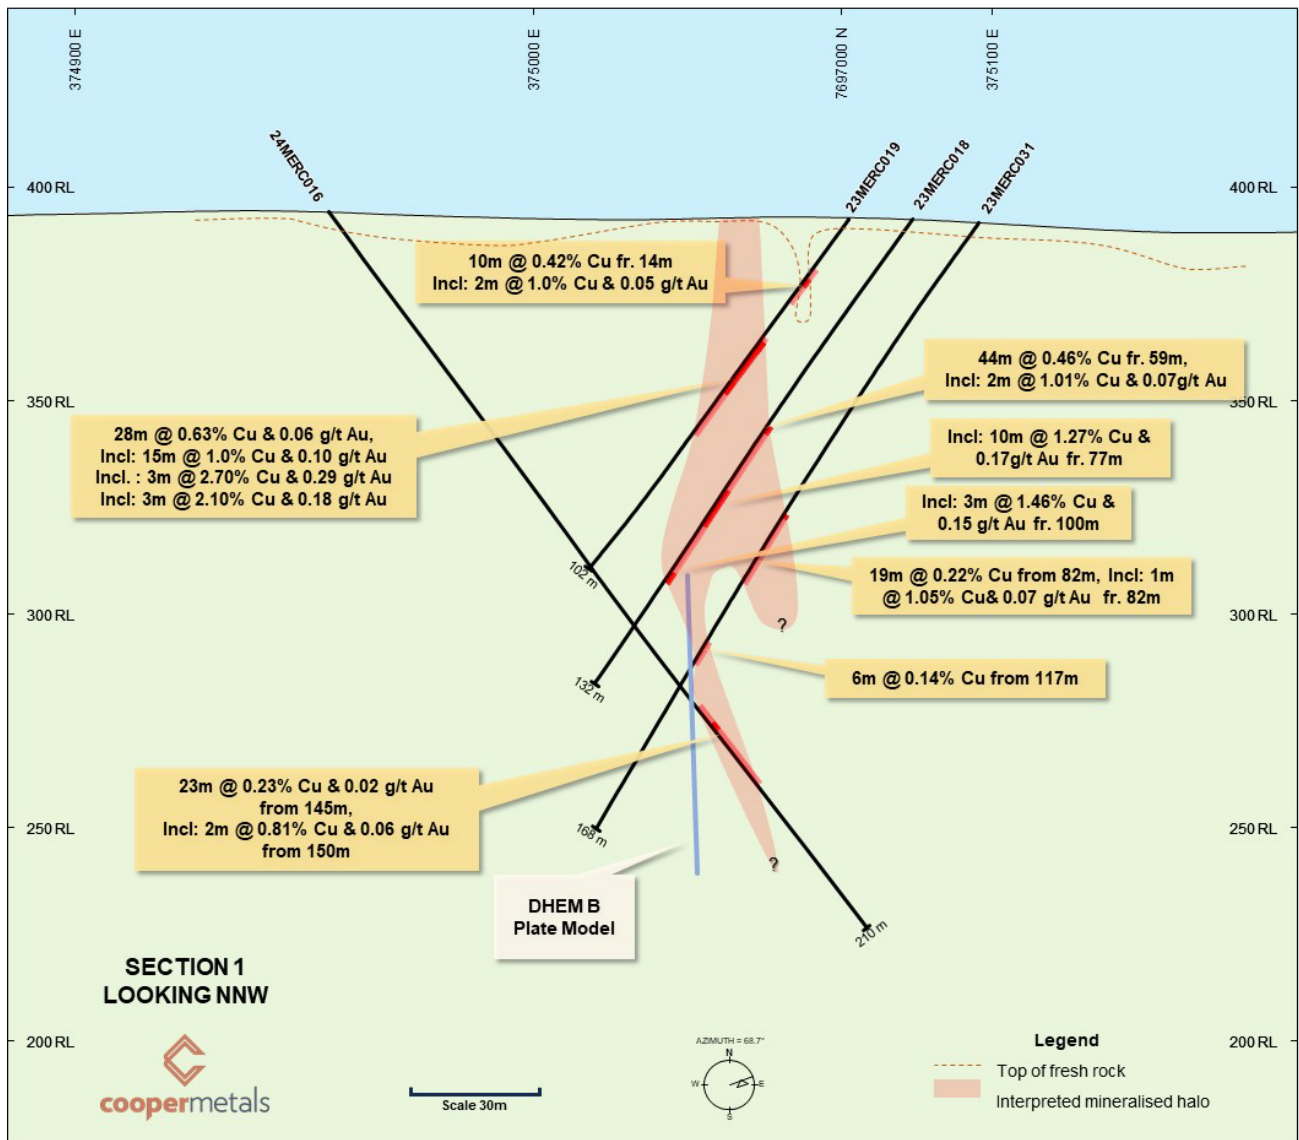 374900 E
375000 E
7697000 N
375100 E
24MERC016
23MERC019
23MERC018
23MERC031
400 RL
400 RL
10m @ 0.42% Cu fr. 14m
Incl: 2m @ 1.0% Cu & 0.05 g/t Au
44m @ 0.46% Cu fr. 59m,
Incl: 2m @ 1.01% Cu & 0.07g/t Au
350 RL
350 RL
28m @ 0.63% Cu & 0.06 g/t Au,
Incl: 15m @ 1.0% Cu & 0.10 g/t Au
Incl. : 3m @ 2.70% Cu & 0.29 g/t Au
Incl: 3m @ 2.10% Cu & 0.18 g/t Au
Incl: 10m @ 1.27% Cu &
0.17g/t Au fr. 77m
Incl: 3m @ 1.46% Cu &
0.15 g/t Au fr. 100m
102 m
19m @ 0.22% Cu from 82m, Incl: 1m
@ 1.05% Cu& 0.07 g/t Au fr. 82m
300 RL
300 RL
?
6m @ 0.14% Cu from 117m
132 m
23m @ 0.23% Cu & 0.02 g/t Au
from 145m,
Incl: 2m @ 0.81% Cu & 0.06 g/t Au
from 150m
250 RL
250 RL
168 m
?
DHEM B
Plate Model
210 m
SECTION 1
LOOKING NNW
200 RL
200 RL
coopermetals
Scale 30m
AZIMUTH = 68.7°
N
W
E
S
Legend
Top of fresh rock
Interpreted mineralised halo